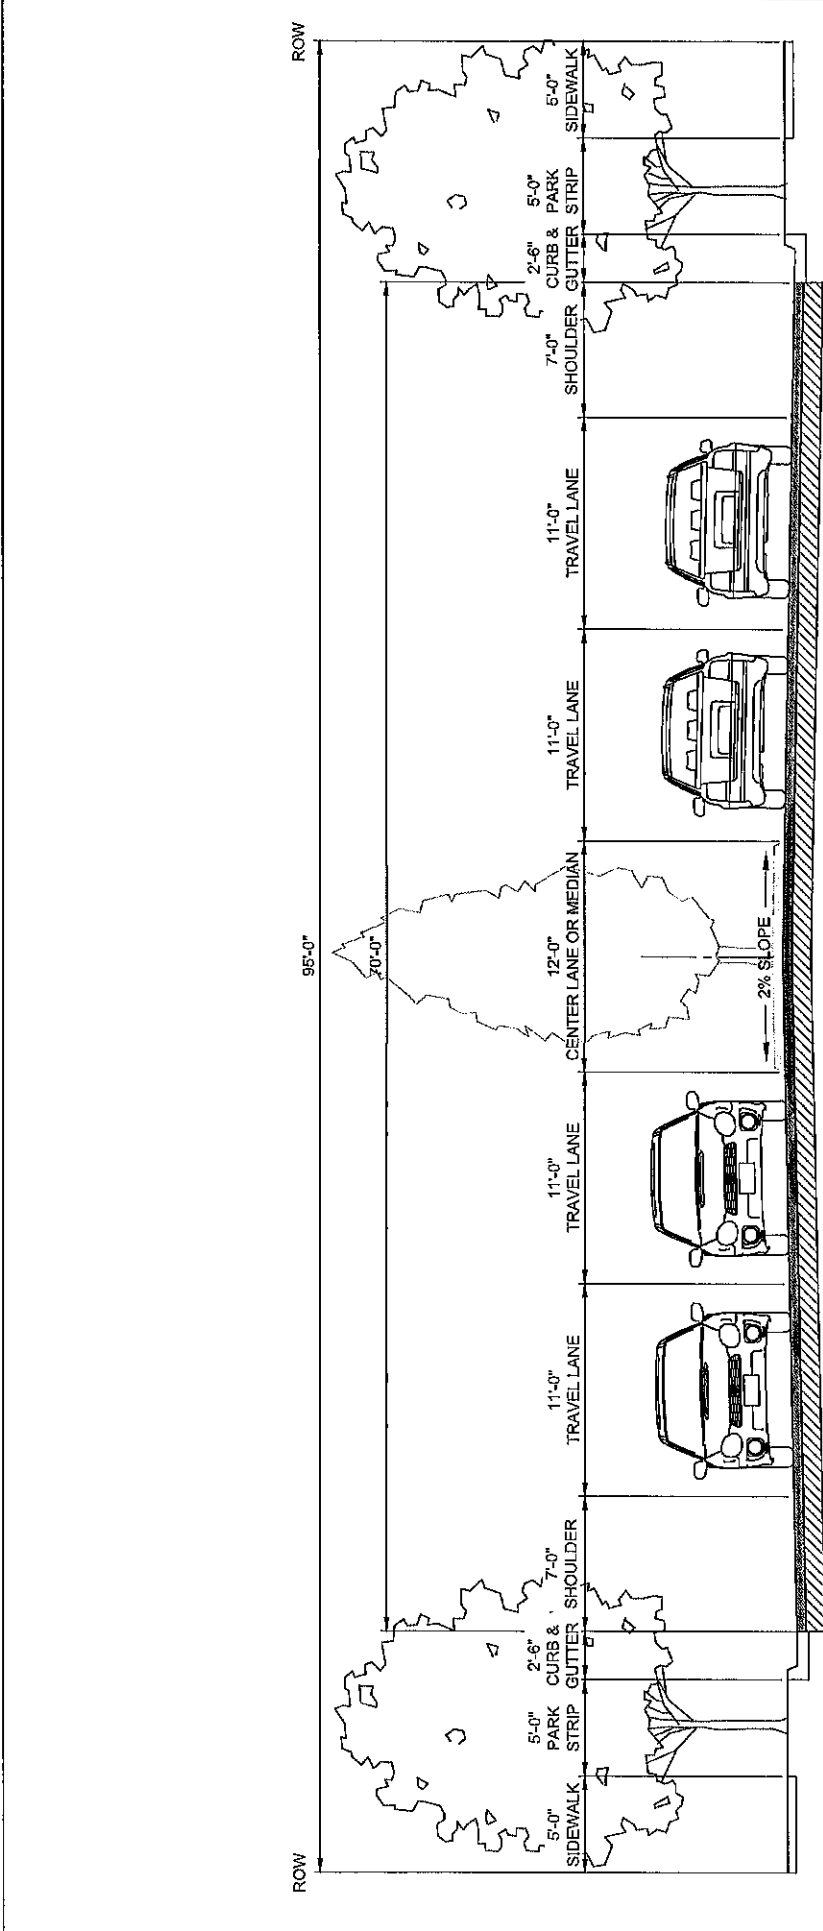 ROW
ROW
95'-0"
70'-0"
5'-0"
SIDEWALK
5'-0"
PARK
STRIP
2'-6"
CURB &
GUTTER
7'-0"
SHOULDER
11'-0"
TRAVEL LANE
11'-0"
TRAVEL LANE
12'-0"
CENTER LANE OR MEDIAN
11'-0"
TRAVEL LANE
11'-0"
TRAVEL LANE
7'-0"
SHOULDER
2'-6"
CURB &
GUTTER
5'-0"
PARK
STRIP
5'-0"
SIDEWALK
2% SLOPE